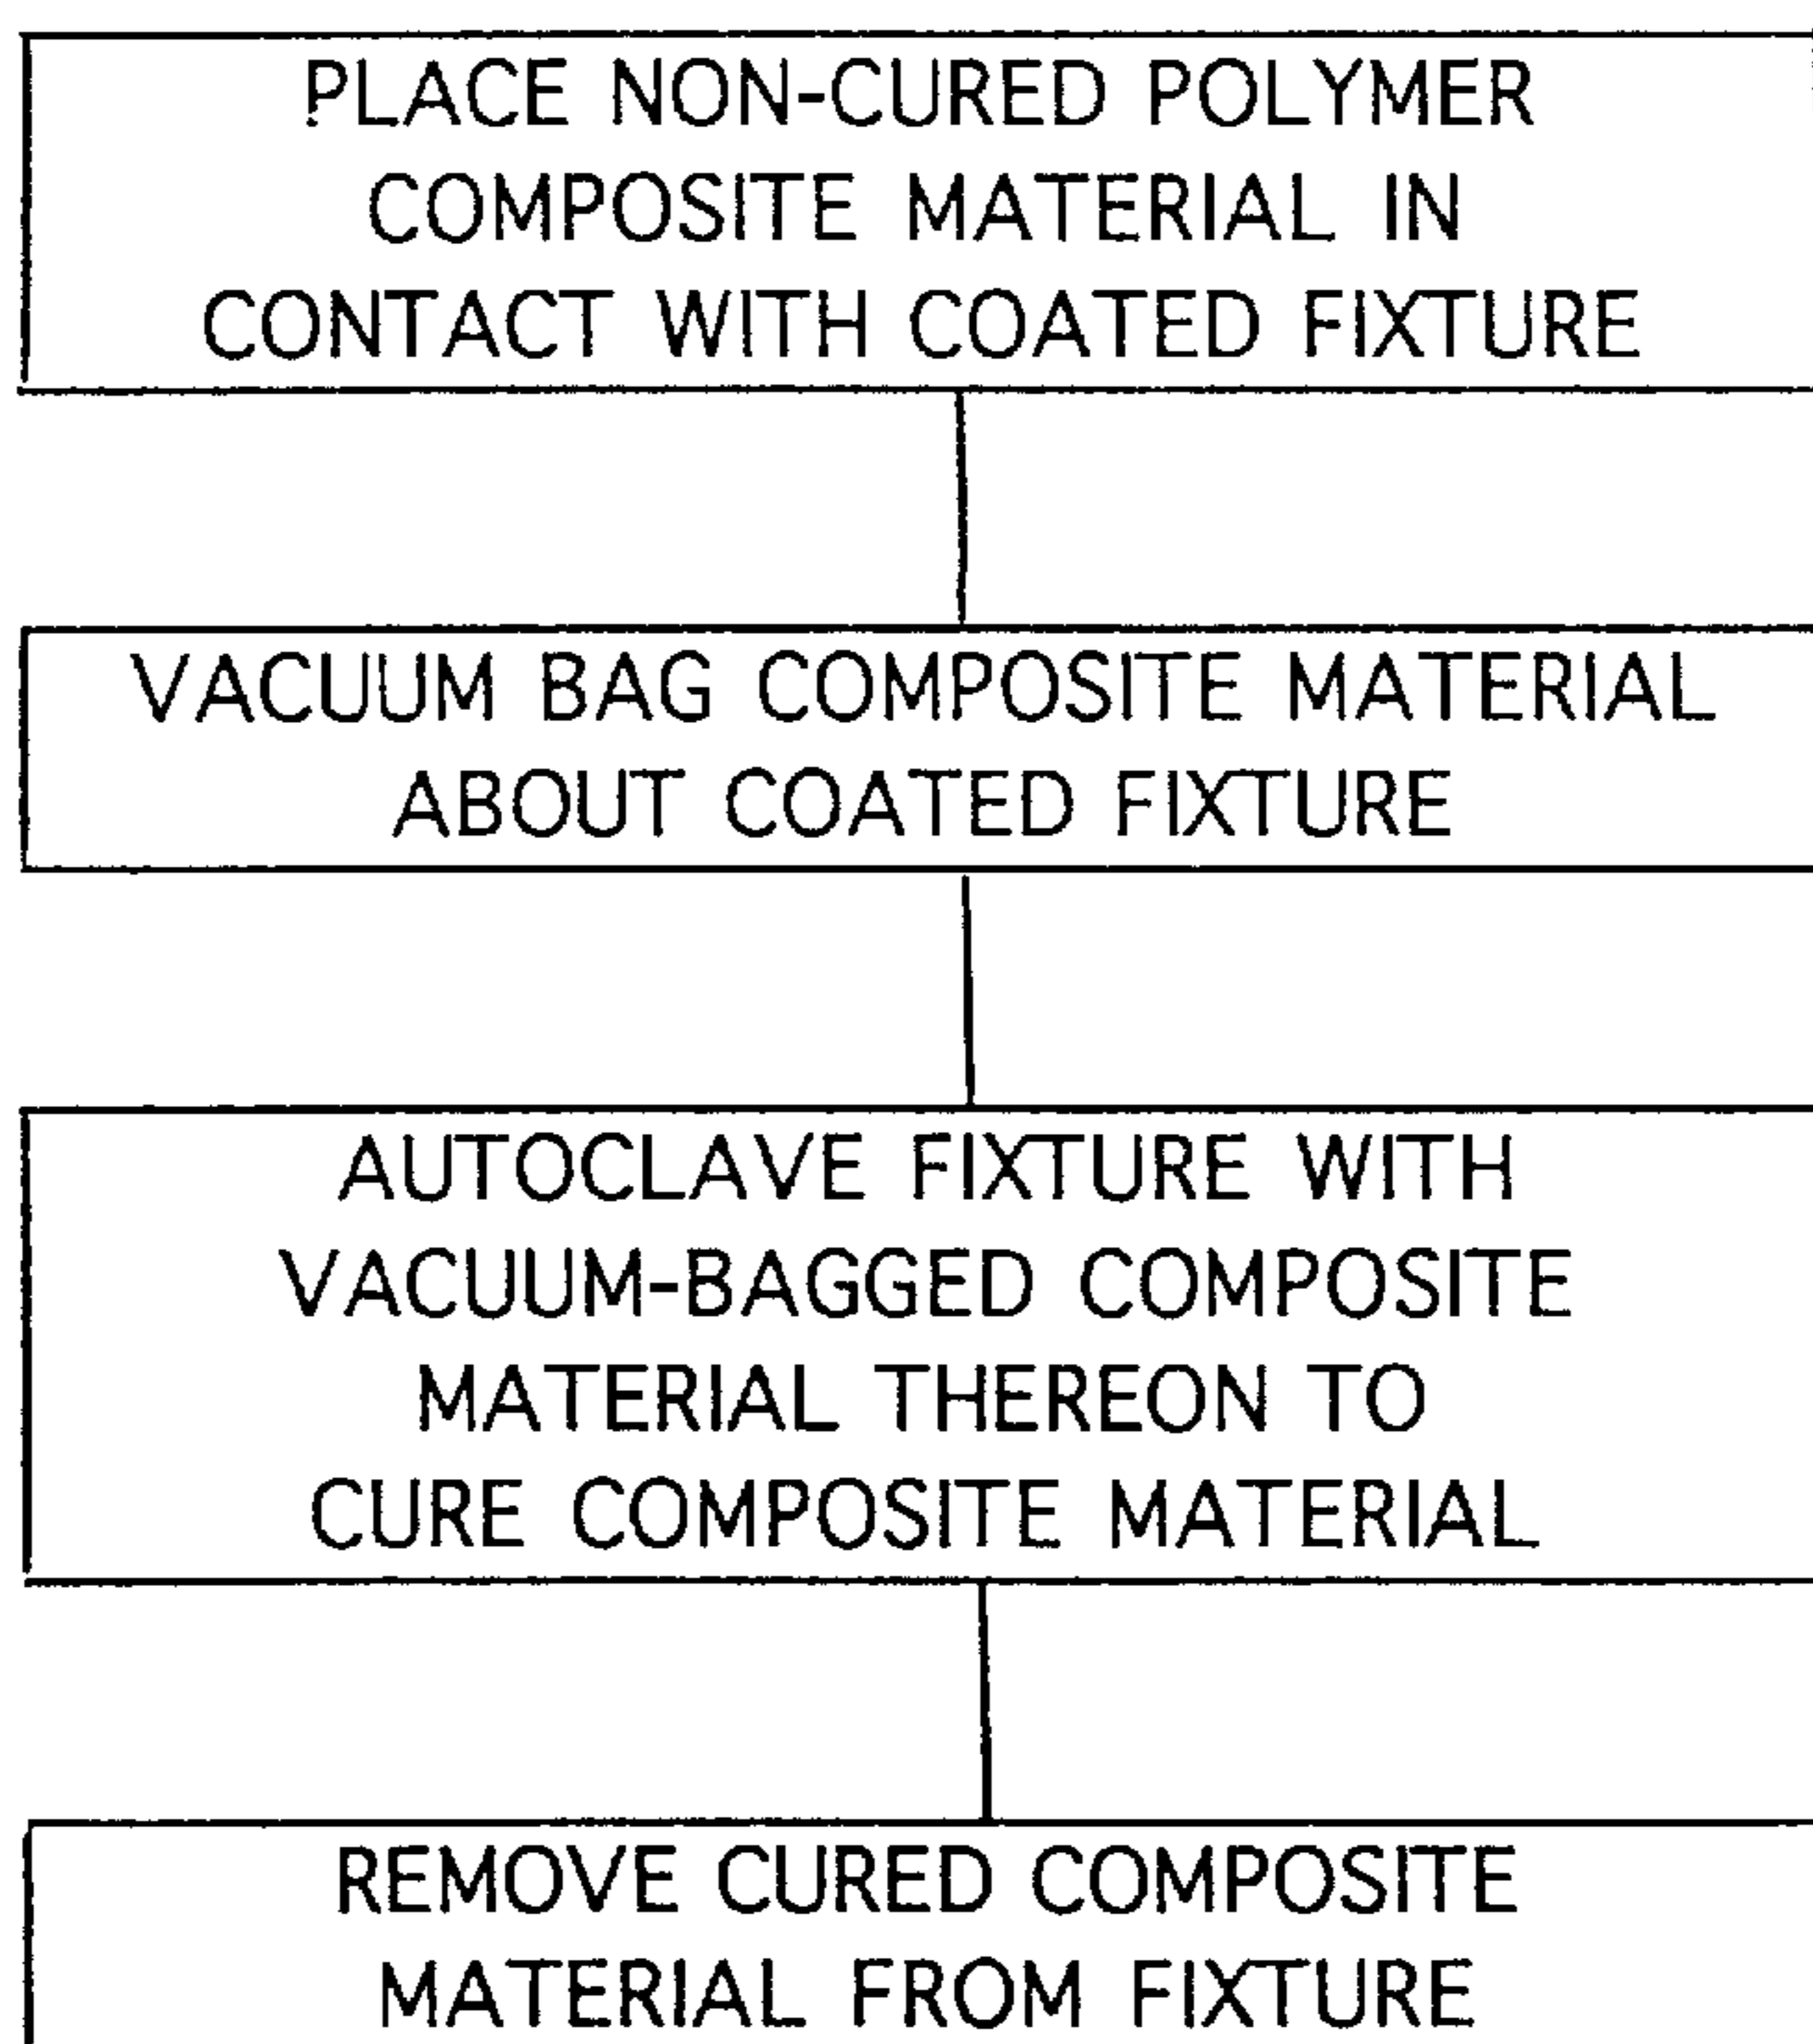 PLACE NON-CURED POLYMER
COMPOSITE MATERIAL IN
CONTACT WITH COATED FIXTURE
VACUUM BAG COMPOSITE MATERIAL
ABOUT COATED FIXTURE
AUTOCLAVE FIXTURE WITH
VACUUM-BAGGED COMPOSITE
MATERIAL THEREON TO
CURE COMPOSITE MATERIAL
REMOVE CURED COMPOSITE
MATERIAL FROM FIXTURE